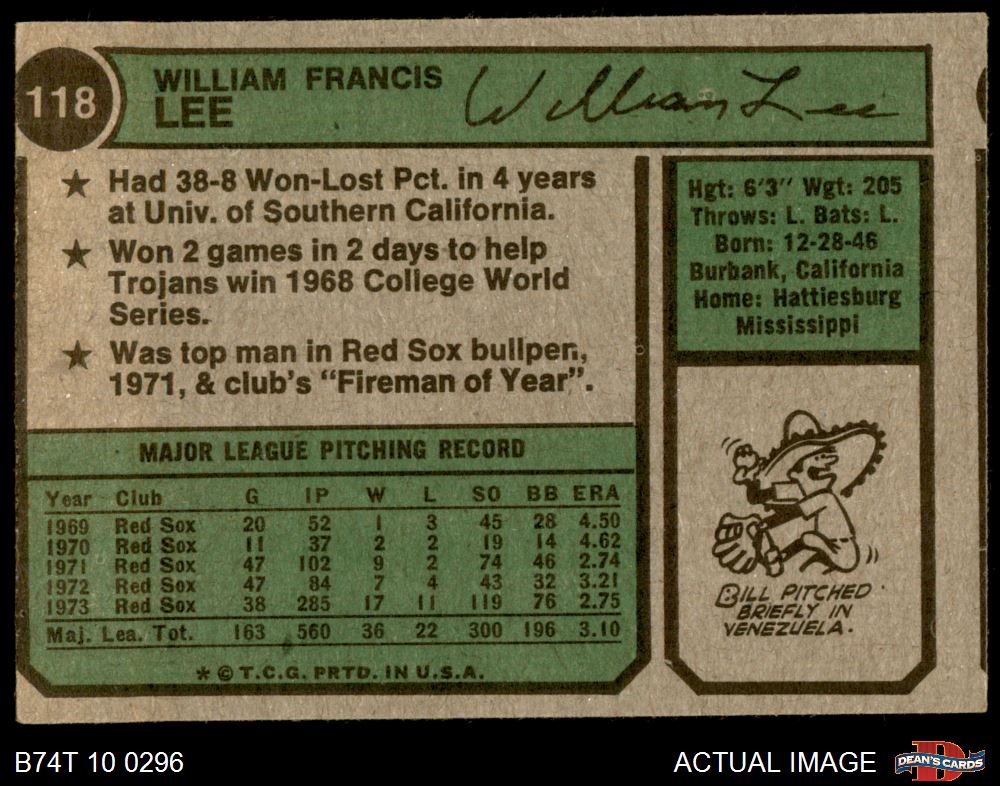 118
WILLIAM FRANCIS
LEE
William Lee
★ Had 38-8 Won-Lost Pct. in 4 years
at Univ. of Southern California.
★ Won 2 games in 2 days to help
Trojans win 1968 College World
Series.
★ Was top man in Red Sox bullpen,
1971, & club's "Fireman of Year".
Hgt: 6'3" Wgt: 205
Throws: L. Bats: L.
Born: 12-28-46
Burbank, California
Home: Hattiesburg
Mississippi
MAJOR LEAGUE PITCHING RECORD
Year Club G IP W L SO BB ERA
1969 Red Sox 20 52 1 3 45 28 4.50
1970 Red Sox 11 37 2 2 19 14 4.62
1971 Red Sox 47 102 9 2 74 46 2.74
1972 Red Sox 47 84 7 4 43 32 3.21
1973 Red Sox 38 285 17 11 119 76 2.75
Maj. Lea. Tot. 163 560 36 22 300 196 3.10
* © T.C.G. PRTD. IN U.S.A.
BILL PITCHED
BRIEFLY IN
VENEZUELA.
B74T 10 0296
ACTUAL IMAGE
D
DEAN'S CARDS